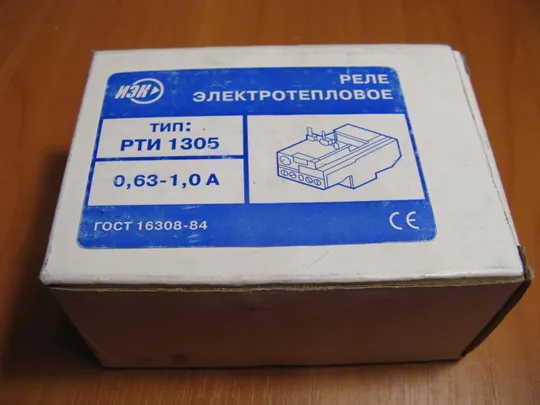 ИЭК
РЕЛЕ
ЭЛЕКТРОТЕПЛОВОЕ
ТИП:
РТИ 1305
0,63-1,0 А
ГОСТ 16308-84
CE